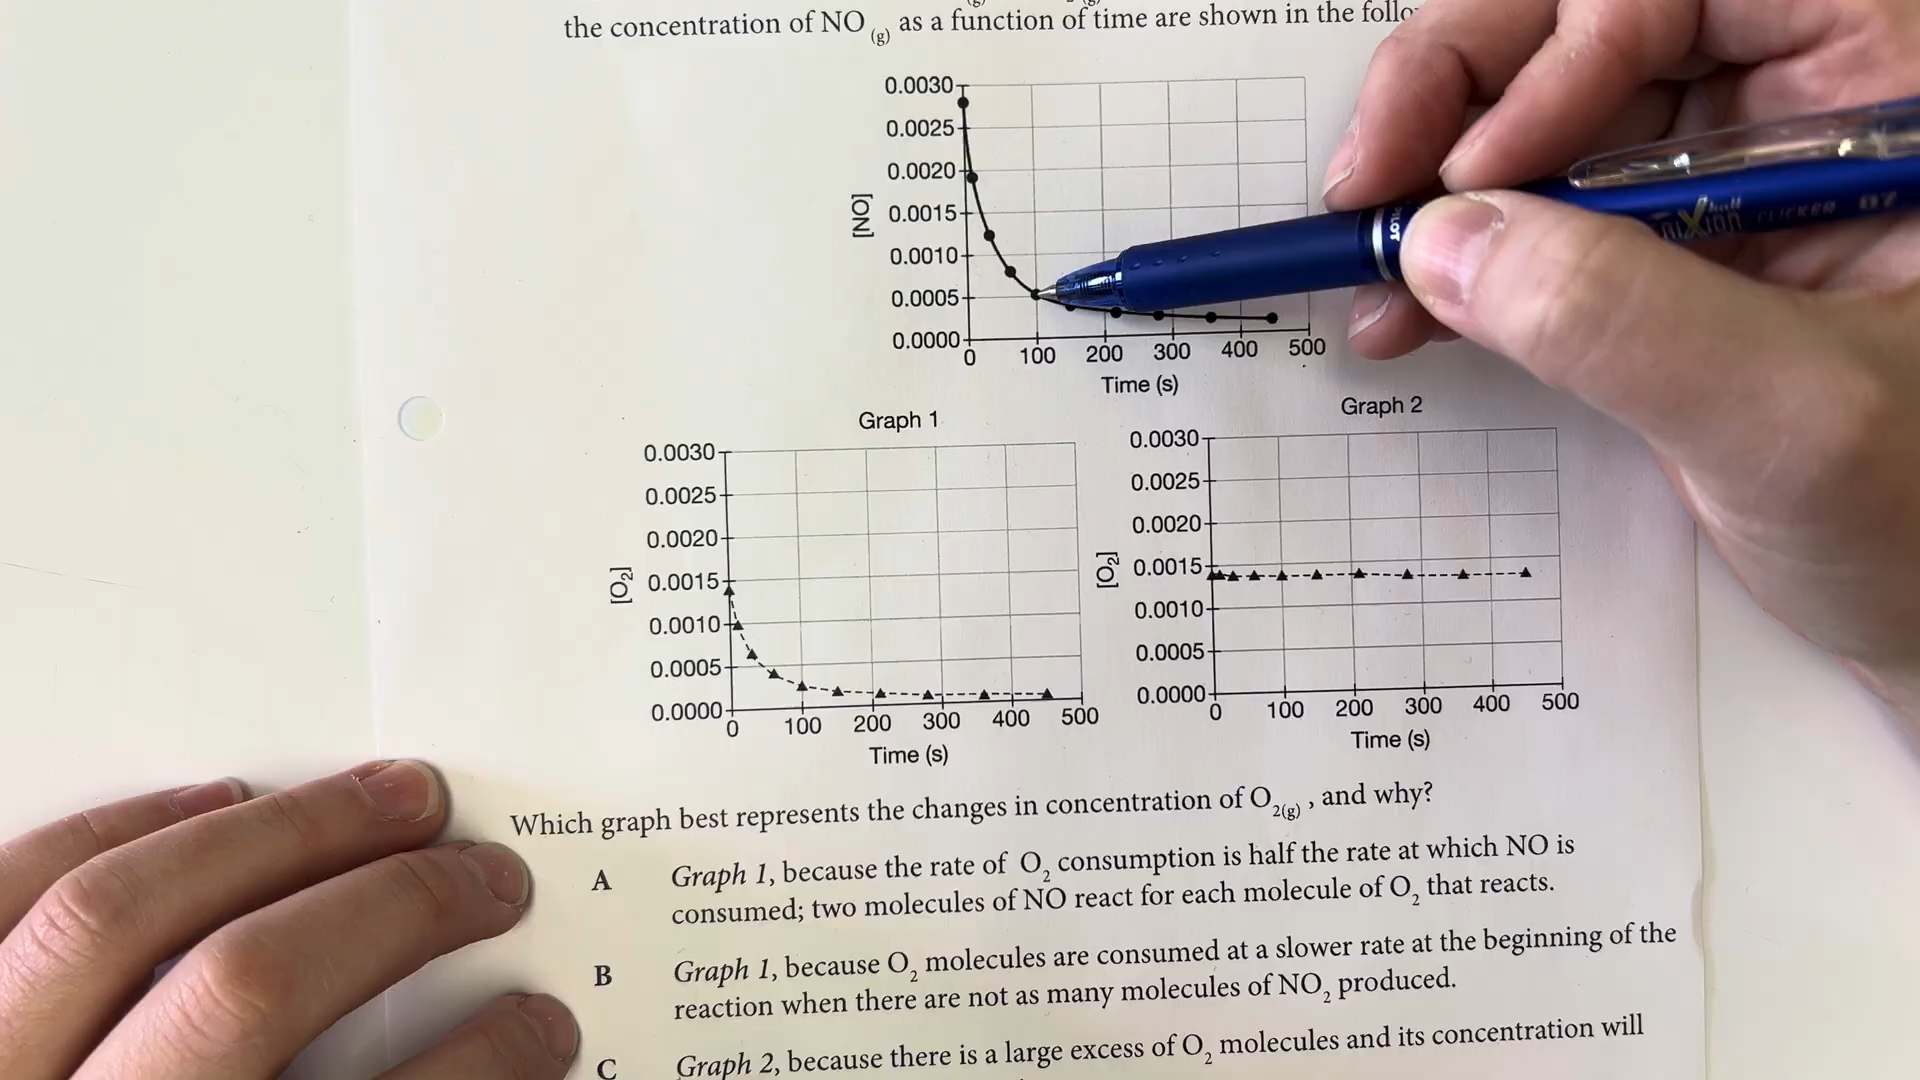 the concentration of NO (g) as a function of time are shown in the follo
0.0030
0.0025
0.0020
0.0015
0.0010
0.0005
0.0000
[NO]
0 100 200 300 400 500
Time (s)
Graph 1
0.0030
0.0025
0.0020
0.0015
0.0010
0.0005
0.0000
[O₂]
0 100 200 300 400 500
Time (s)
Graph 2
0.0030
0.0025
0.0020
0.0015
0.0010
0.0005
0.0000
[O₂]
0 100 200 300 400 500
Time (s)
PILOT
ball
CLICKER 07
Which graph best represents the changes in concentration of O₂(g), and why?
A Graph 1, because the rate of O₂ consumption is half the rate at which NO is
consumed; two molecules of NO react for each molecule of O₂ that reacts.
B Graph 1, because O₂ molecules are consumed at a slower rate at the beginning of the
reaction when there are not as many molecules of NO₂ produced.
C Graph 2, because there is a large excess of O₂ molecules and its concentration will